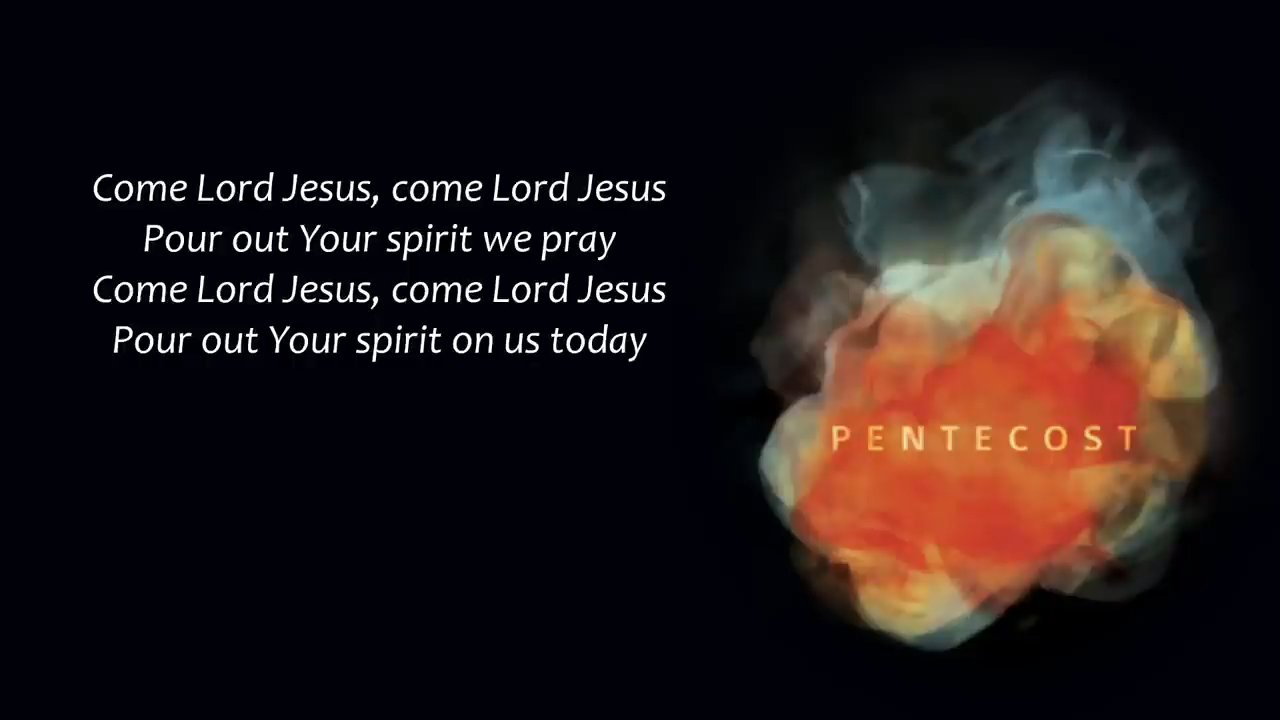 Come Lord Jesus, come Lord Jesus
Pour out Your spirit we pray
Come Lord Jesus, come Lord Jesus
Pour out Your spirit on us today
PENTECOST